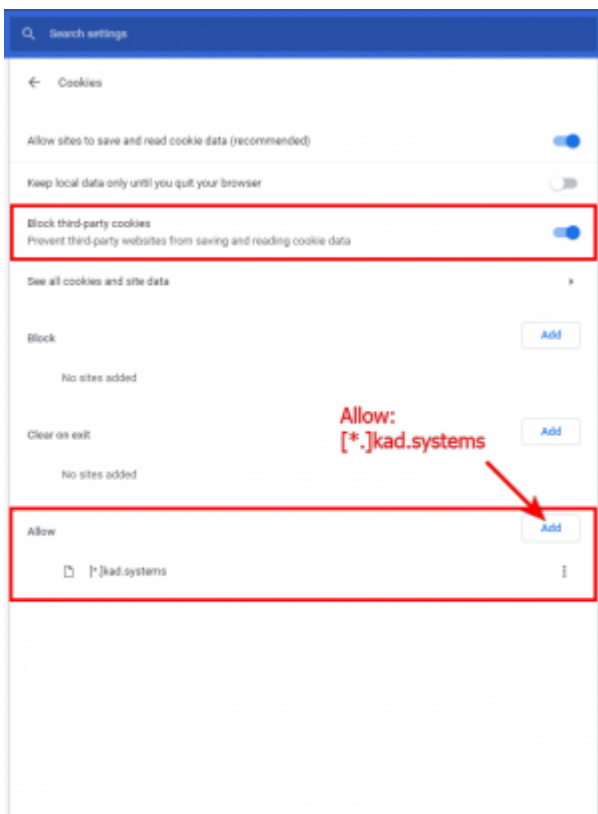 Search settings
Cookies
Allow sites to save and read cookie data (recommended)
Keep local data only until you quit your browser
Block third-party cookies
Prevent third-party websites from saving and reading cookie data
See all cookies and site data
Block
Add
No sites added
Allow:
[*.]kad.systems
Clear on exit
Add
No sites added
Allow
Add
[*.]kad.systems